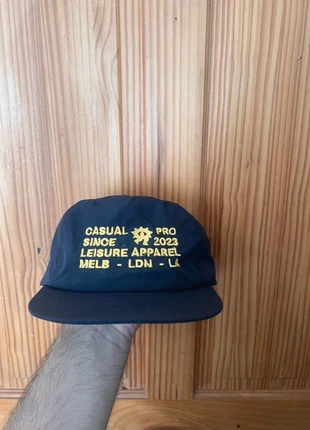 CASUAL PRO
SINCE 2023
LEISURE APPAREL
MELB - LDN - LA